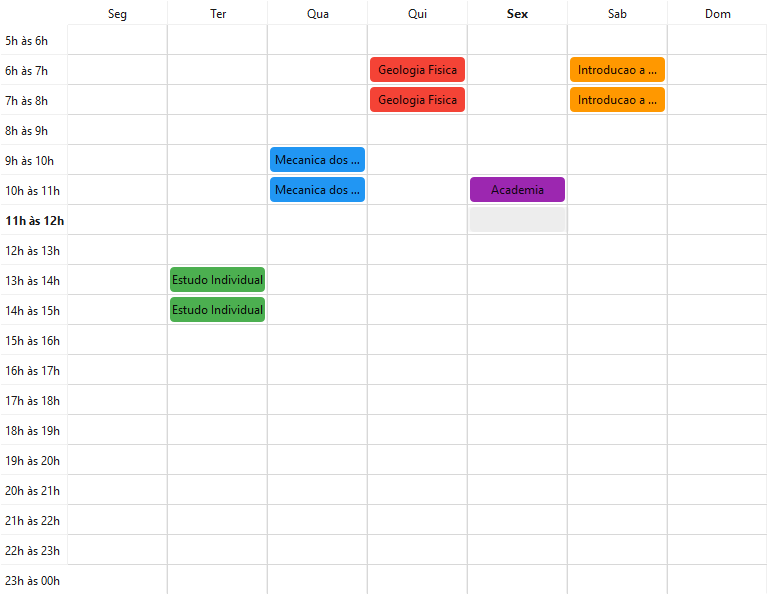 Seg Ter Qua Qui Sex Sab Dom
5h às 6h
6h às 7h Geologia Fisica Introducao a ...
7h às 8h Geologia Fisica Introducao a ...
8h às 9h
9h às 10h Mecanica dos ...
10h às 11h Mecanica dos ... Academia
11h às 12h
12h às 13h
13h às 14h Estudo Individual
14h às 15h Estudo Individual
15h às 16h
16h às 17h
17h às 18h
18h às 19h
19h às 20h
20h às 21h
21h às 22h
22h às 23h
23h às 00h